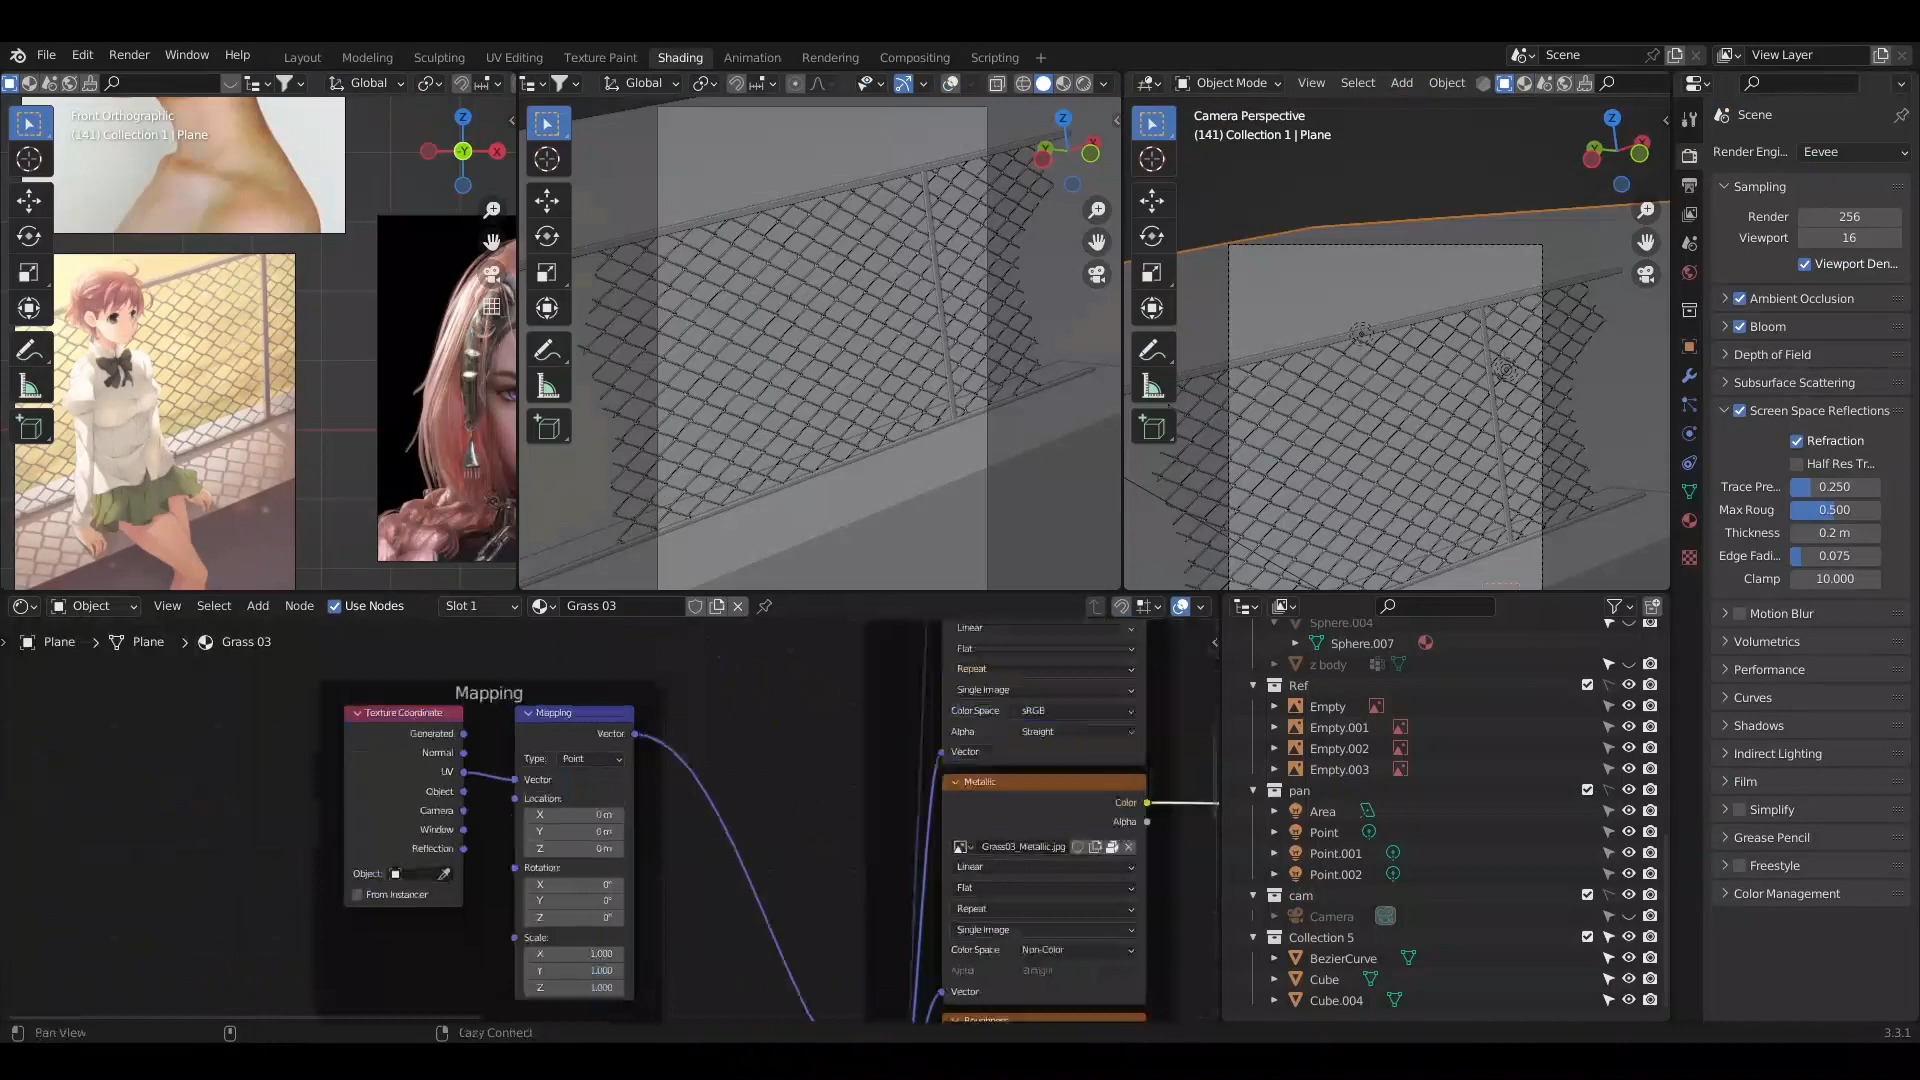 File Edit Render Window Help Layout Modeling Sculpting UV Editing Texture Paint Shading Animation Rendering Compositing Scripting + Scene View Layer
Global Global Object Mode View Select Add Object
Front Orthographic
(141) Collection 1 | Plane
Z
-Y X
Z
Y
Camera Perspective
(141) Collection 1 | Plane
Z
Y
Scene
Render Engi... Eevee
Sampling
Render 256
Viewport 16
Viewport Den...
Ambient Occlusion
Bloom
Depth of Field
Subsurface Scattering
Screen Space Reflections
Refraction
Half Res Tr...
Trace Pre... 0.250
Max Roug 0.500
Thickness 0.2 m
Edge Fadi... 0.075
Clamp 10.000
Motion Blur
Volumetrics
Performance
Curves
Shadows
Indirect Lighting
Film
Simplify
Grease Pencil
Freestyle
Color Management
Object View Select Add Node Use Nodes Slot 1 Grass 03
Plane > Plane > Grass 03
Mapping
Texture Coordinate
Generated
Normal
UV
Object
Camera
Window
Reflection
Object:
From Instancer
Mapping
Vector
Type: Point
Vector
Location:
X 0 m
Y 0 m
Z 0 m
Rotation:
X 0°
Y 0°
Z 0°
Scale:
X 1.000
Y 1.000
Z 1.000
Linear
Flat
Repeat
Single Image
Color Space sRGB
Alpha Straight
Vector
Metallic
Color
Alpha
Grass03_Metallic.jpg
Linear
Flat
Repeat
Single Image
Color Space Non-Color
Alpha Straight
Vector
Roughness
Sphere.004
Sphere.007
z body
Ref
Empty
Empty.001
Empty.002
Empty.003
pan
Area
Point
Point.001
Point.002
cam
Camera
Collection 5
BezierCurve
Cube
Cube.004
Pan View Lazy Connect 3.3.1